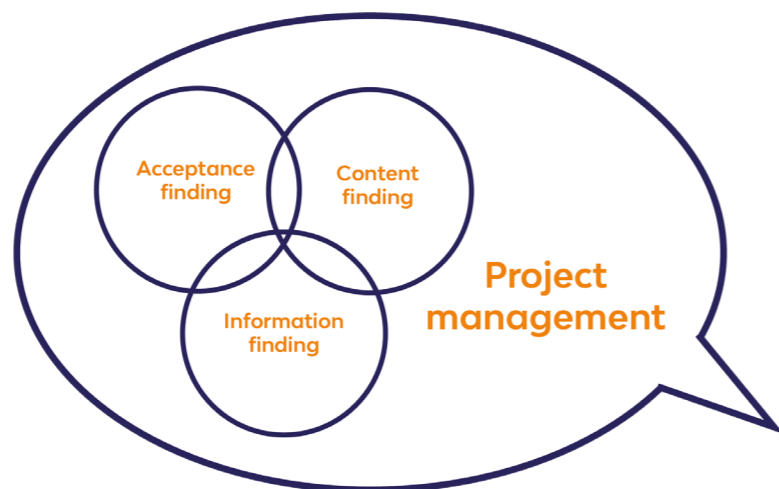 Acceptance
finding
Content
finding
Information
finding
Project
management